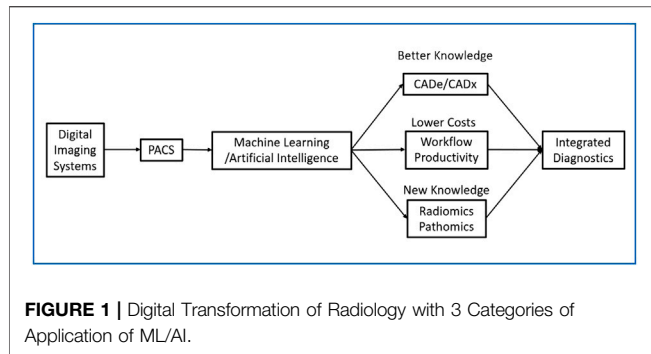 Better Knowledge
CADe/CADx
Digital
Imaging
Systems
PACS
Machine Learning
/Artificial Intelligence
Lower Costs
Workflow
Productivity
Integrated
Diagnostics
New Knowledge
Radiomics
Pathomics
FIGURE 1 | Digital Transformation of Radiology with 3 Categories of
Application of ML/AI.